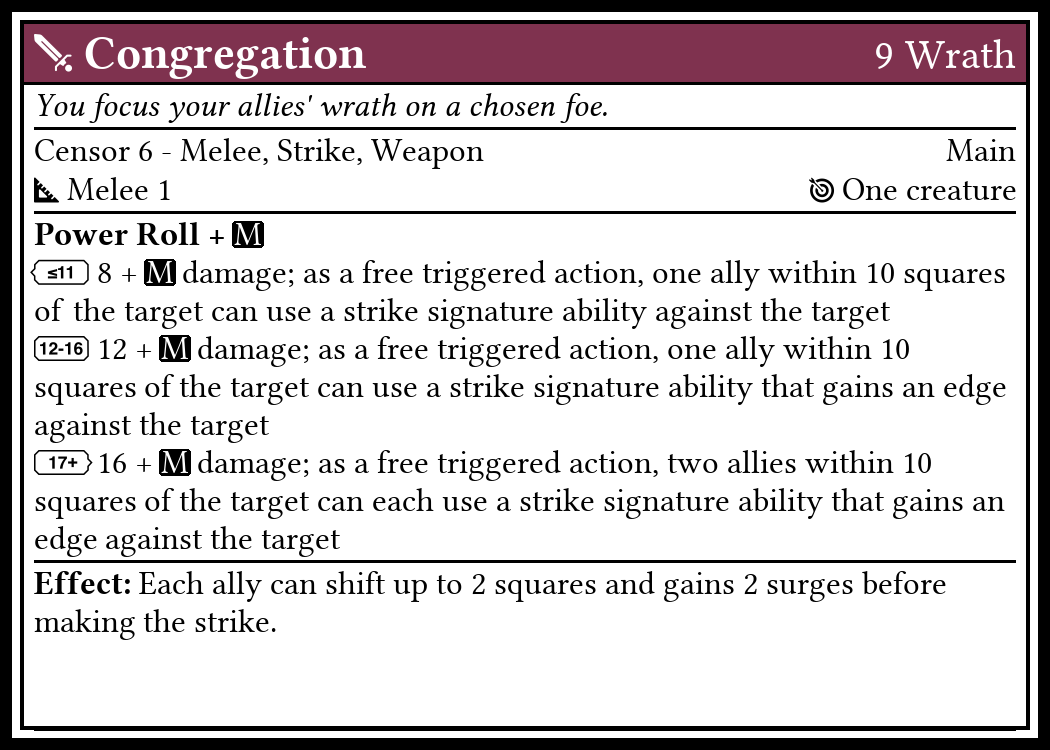 Congregation 9 Wrath
You focus your allies' wrath on a chosen foe.
Censor 6 - Melee, Strike, Weapon Main
Melee 1 One creature
Power Roll + M
≤11 8 + M damage; as a free triggered action, one ally within 10 squares
of the target can use a strike signature ability against the target
12-16 12 + M damage; as a free triggered action, one ally within 10
squares of the target can use a strike signature ability that gains an edge
against the target
17+ 16 + M damage; as a free triggered action, two allies within 10
squares of the target can each use a strike signature ability that gains an
edge against the target
Effect: Each ally can shift up to 2 squares and gains 2 surges before
making the strike.